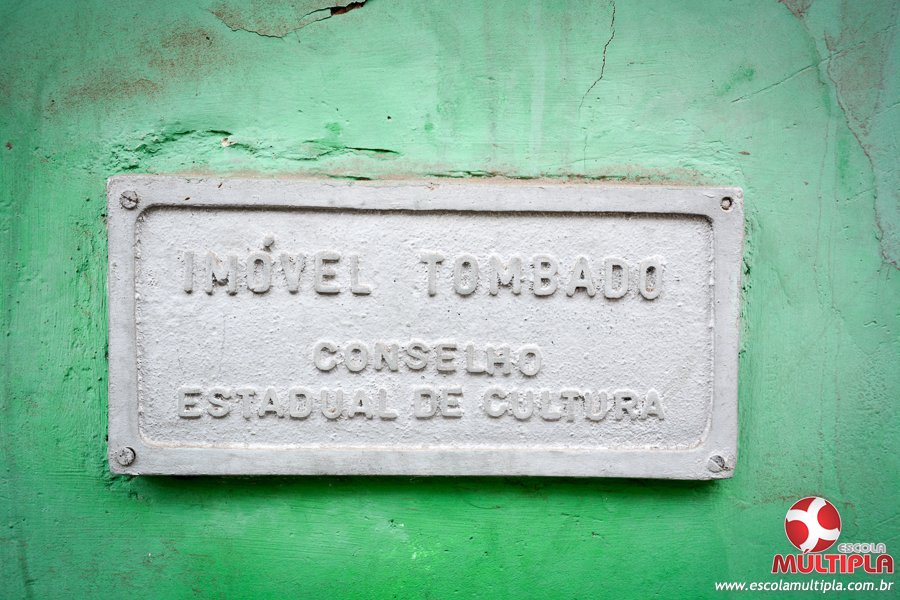 IMÓVEL TOMBADO
CONSELHO
ESTADUAL DE CULTURA
ESCOLA
MULTIPLA
www.escolamultipla.com.br